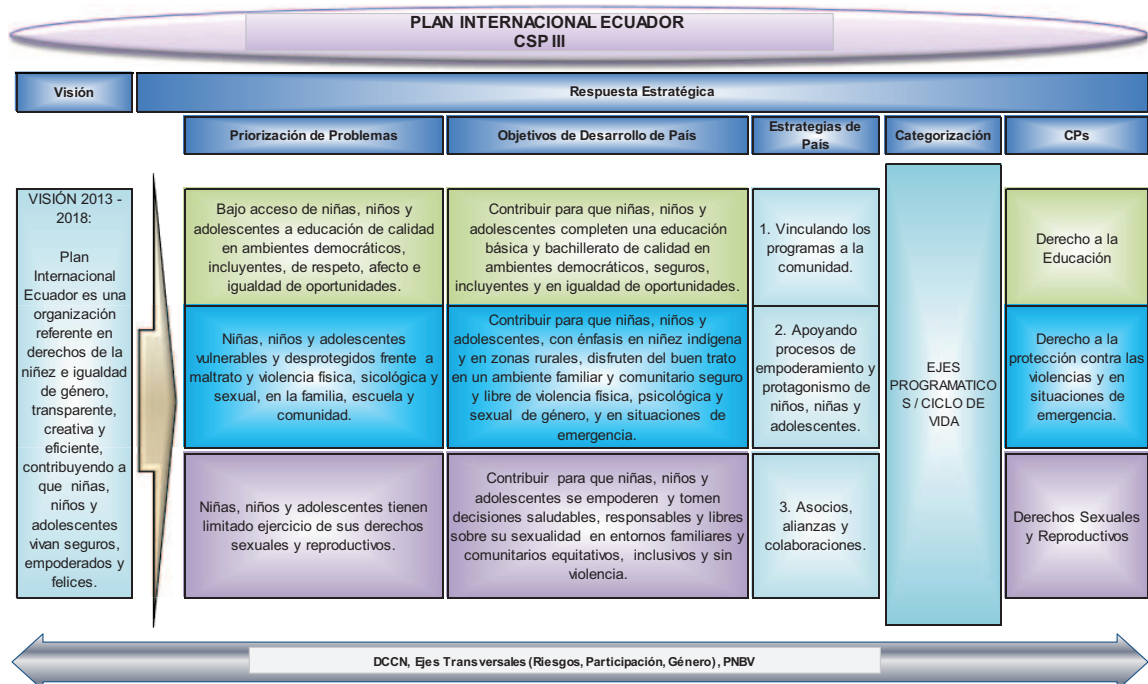 PLAN INTERNACIONAL ECUADOR
CSP III
Visión
Respuesta Estratégica
Priorización de Problemas
Objetivos de Desarrollo de País
Estrategias de
País
Categorización
CPs
VISIÓN 2013 -
2018:
Plan
Internacional
Ecuador es una
organización
referente en
derechos de la
niñez e igualdad
de género,
transparente,
creativa y
eficiente,
contribuyendo a
que niñas,
niños y
adolescentes
vivan seguros,
empoderados y
felices.
Bajo acceso de niñas, niños y
adolescentes a educación de calidad
en ambientes democráticos,
incluyentes, de respeto, afecto e
igualdad de oportunidades.
Contribuir para que niñas, niños y
adolescentes completen una educación
básica y bachillerato de calidad en
ambientes democráticos, seguros,
incluyentes y en igualdad de oportunidades.
1. Vinculando los
programas a la
comunidad.
Derecho a la
Educación
Niñas, niños y adolescentes
vulnerables y desprotegidos frente a
maltrato y violencia física, sicológica y
sexual, en la familia, escuela y
comunidad.
Contribuir para que niñas, niños y
adolescentes, con énfasis en niñez indígena
y en zonas rurales, disfruten del buen trato
en un ambiente familiar y comunitario seguro
y libre de violencia física, psicológica y
sexual de género, y en situaciones de
emergencia.
2. Apoyando
procesos de
empoderamiento y
protagonismo de
niños, niñas y
adolescentes.
EJES
PROGRAMATICO
S / CICLO DE
VIDA
Derecho a la
protección contra las
violencias y en
situaciones de
emergencia.
Niñas, niños y adolescentes tienen
limitado ejercicio de sus derechos
sexuales y reproductivos.
Contribuir para que niñas, niños y
adolescentes se empoderen y tomen
decisiones saludables, responsables y libres
sobre su sexualidad en entornos familiares y
comunitarios equitativos, inclusivos y sin
violencia.
3. Asocios,
alianzas y
colaboraciones.
Derechos Sexuales
y Reproductivos
DCCN, Ejes Transversales (Riesgos, Participación, Género), PNBV